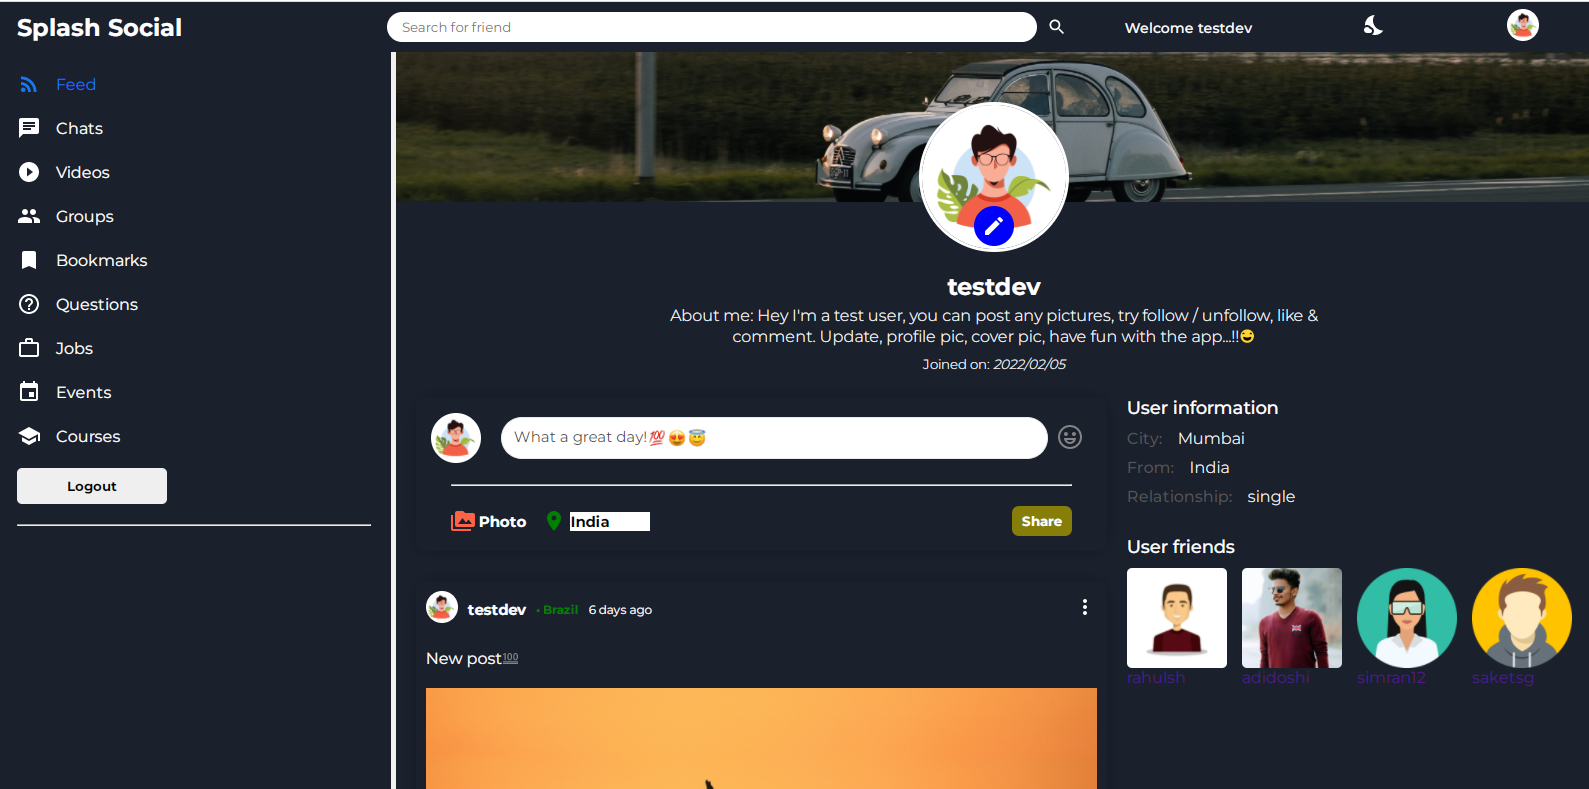 Splash Social
Search for friend
Welcome testdev
Feed
Chats
Videos
Groups
Bookmarks
Questions
Jobs
Events
Courses
Logout
testdev
About me: Hey I'm a test user, you can post any pictures, try follow / unfollow, like &
comment. Update, profile pic, cover pic, have fun with the app...!!😆
Joined on: 2022/02/05
What a great day!💯😍😇
Photo
India
Share
testdev • Brazil 6 days ago
New post💯
User information
City: Mumbai
From: India
Relationship: single
User friends
rahulsh
adidoshi
simran12
saketsg